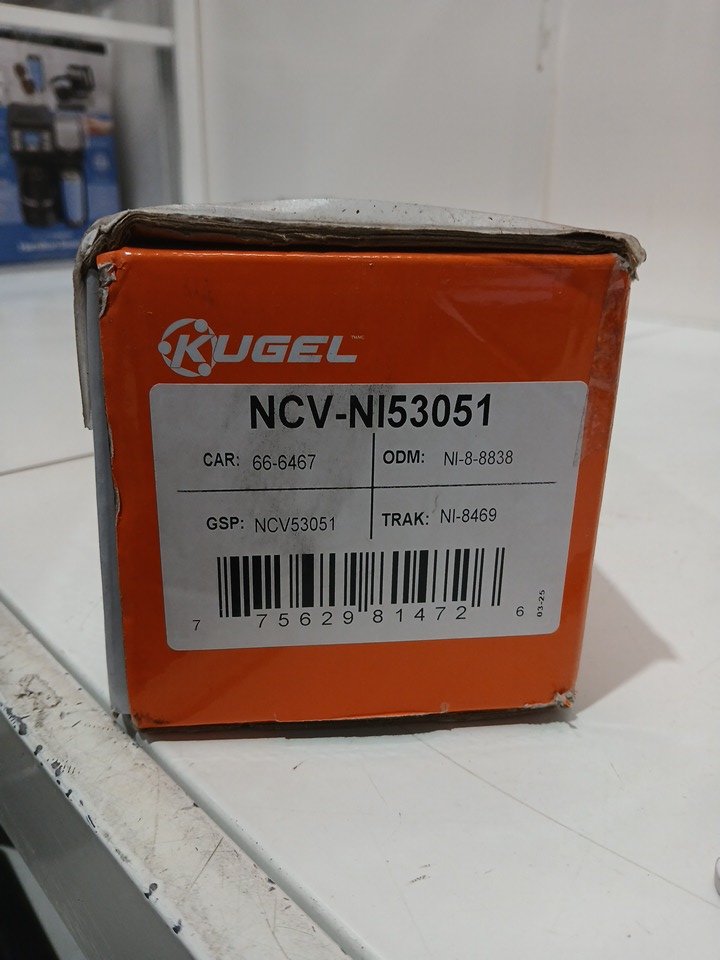 KUGEL
NCV-NI53051
CAR: 66-6467
ODM: NI-8-8838
GSP: NCV53051
TRAK: NI-8469
7 75629 81472 6
03-25